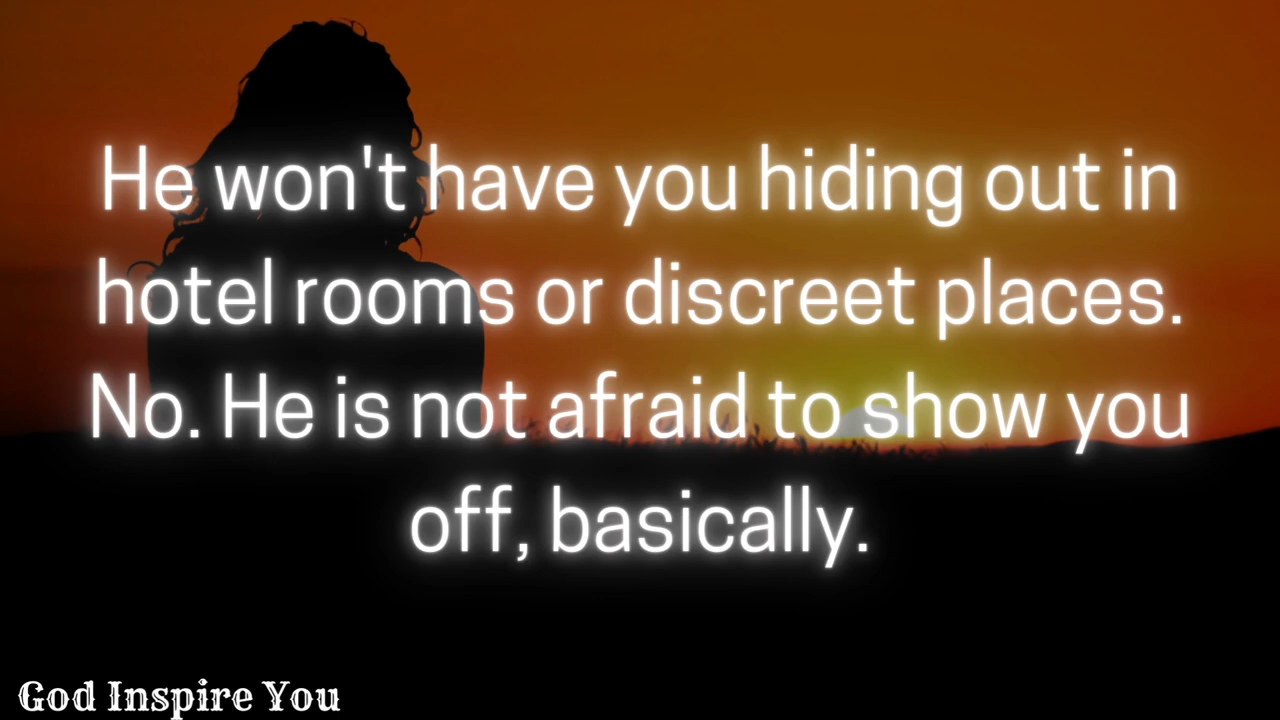 He won't have you hiding out in
hotel rooms or discreet places.
No. He is not afraid to show you
off, basically.
God Inspire You